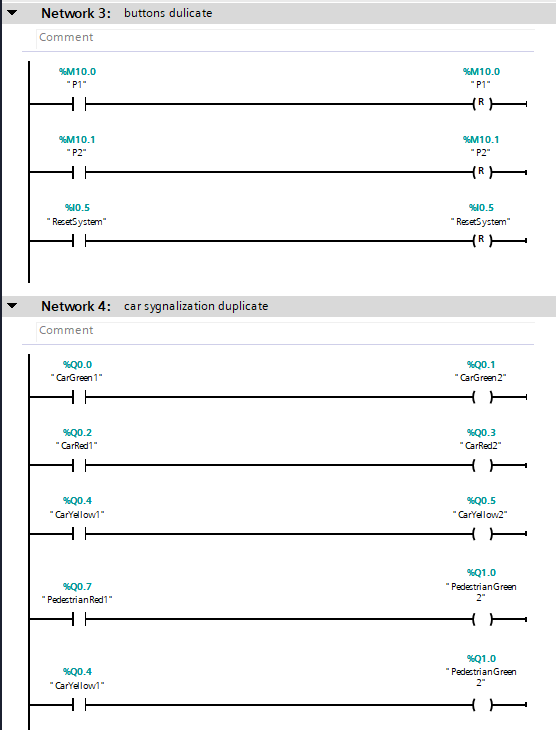 Network 3: buttons dulicate
Comment
%M10.0 %M10.0
"P1" "P1"
R
%M10.1 %M10.1
"P2" "P2"
R
%I0.5 %I0.5
"ResetSystem" "ResetSystem"
R
Network 4: car sygnalization duplicate
Comment
%Q0.0 %Q0.1
"CarGreen1" "CarGreen2"
%Q0.2 %Q0.3
"CarRed1" "CarRed2"
%Q0.4 %Q0.5
"CarYellow1" "CarYellow2"
%Q1.0
%Q0.7 "PedestrianGreen
"PedestrianRed1" 2"
%Q1.0
%Q0.4 "PedestrianGreen
"CarYellow1" 2"